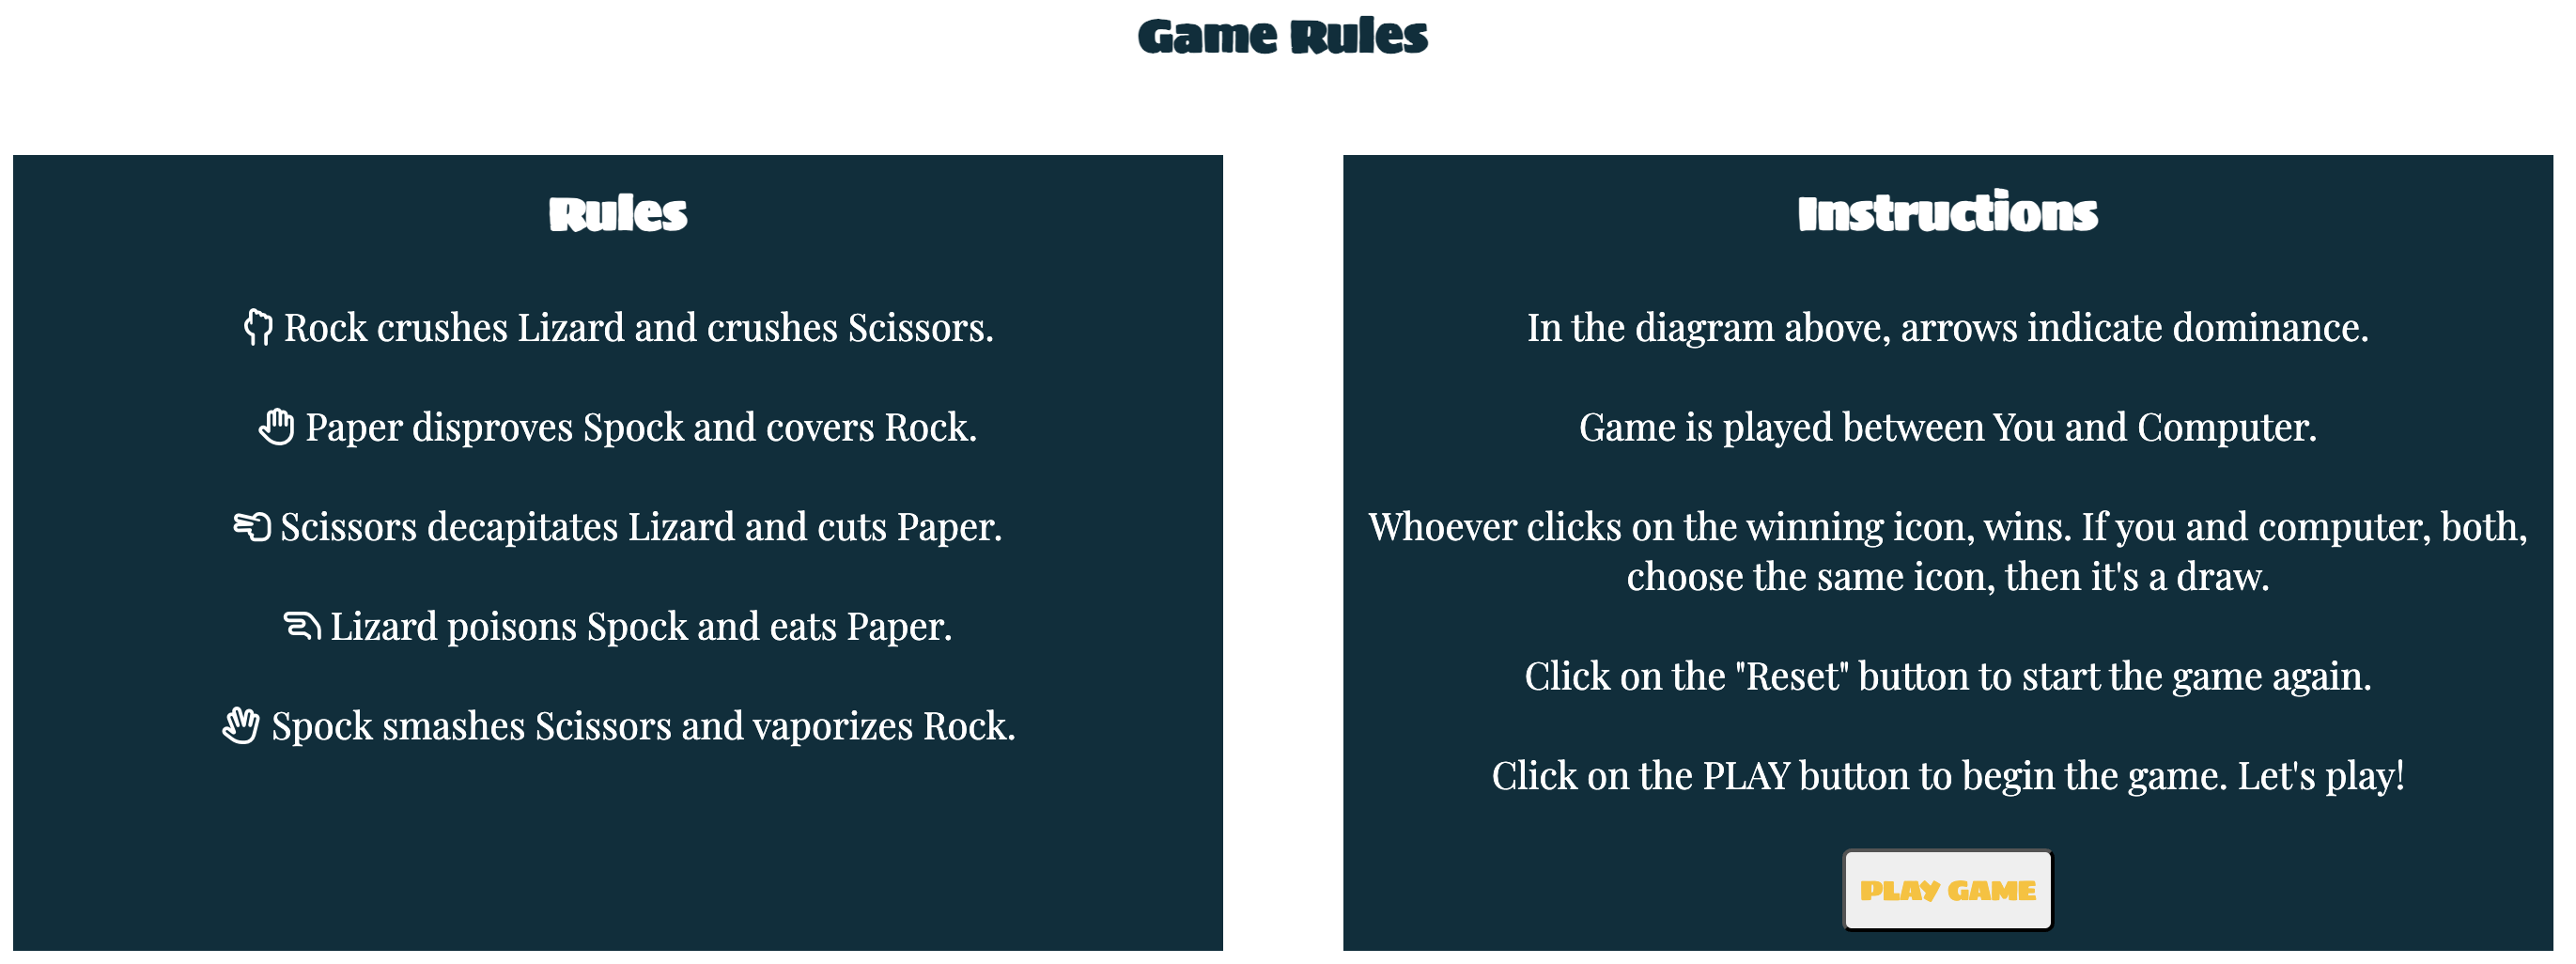 Game Rules
Rules
Rock crushes Lizard and crushes Scissors.
Paper disproves Spock and covers Rock.
Scissors decapitates Lizard and cuts Paper.
Lizard poisons Spock and eats Paper.
Spock smashes Scissors and vaporizes Rock.
Instructions
In the diagram above, arrows indicate dominance.
Game is played between You and Computer.
Whoever clicks on the winning icon, wins. If you and computer, both,
choose the same icon, then it's a draw.
Click on the "Reset" button to start the game again.
Click on the PLAY button to begin the game. Let's play!
PLAY GAME